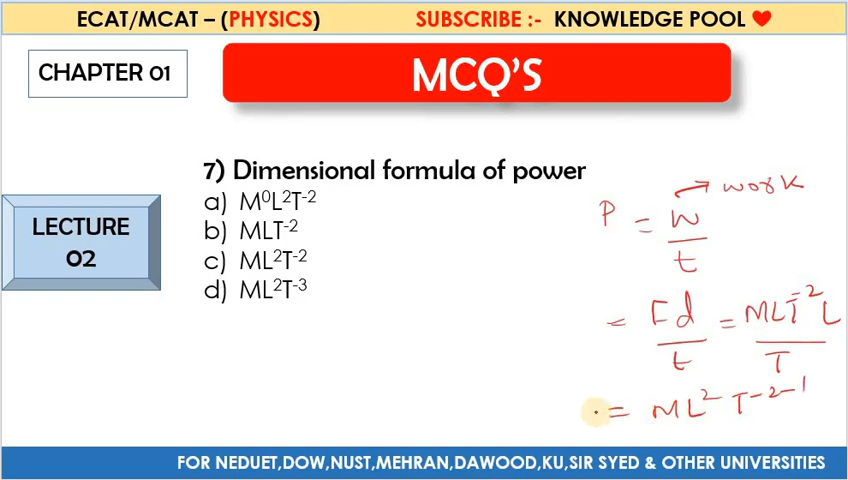 ECAT/MCAT – (PHYSICS) SUBSCRIBE :- KNOWLEDGE POOL ❤
CHAPTER 01
MCQ'S
7) Dimensional formula of power
a) M⁰L²T⁻²
b) MLT⁻²
c) ML²T⁻²
d) ML²T⁻³
LECTURE
02
P = W/t → work
= Fd/t = MLT⁻²L/T
= ML² T⁻²⁻¹
FOR NEDUET,DOW,NUST,MEHRAN,DAWOOD,KU,SIR SYED & OTHER UNIVERSITIES